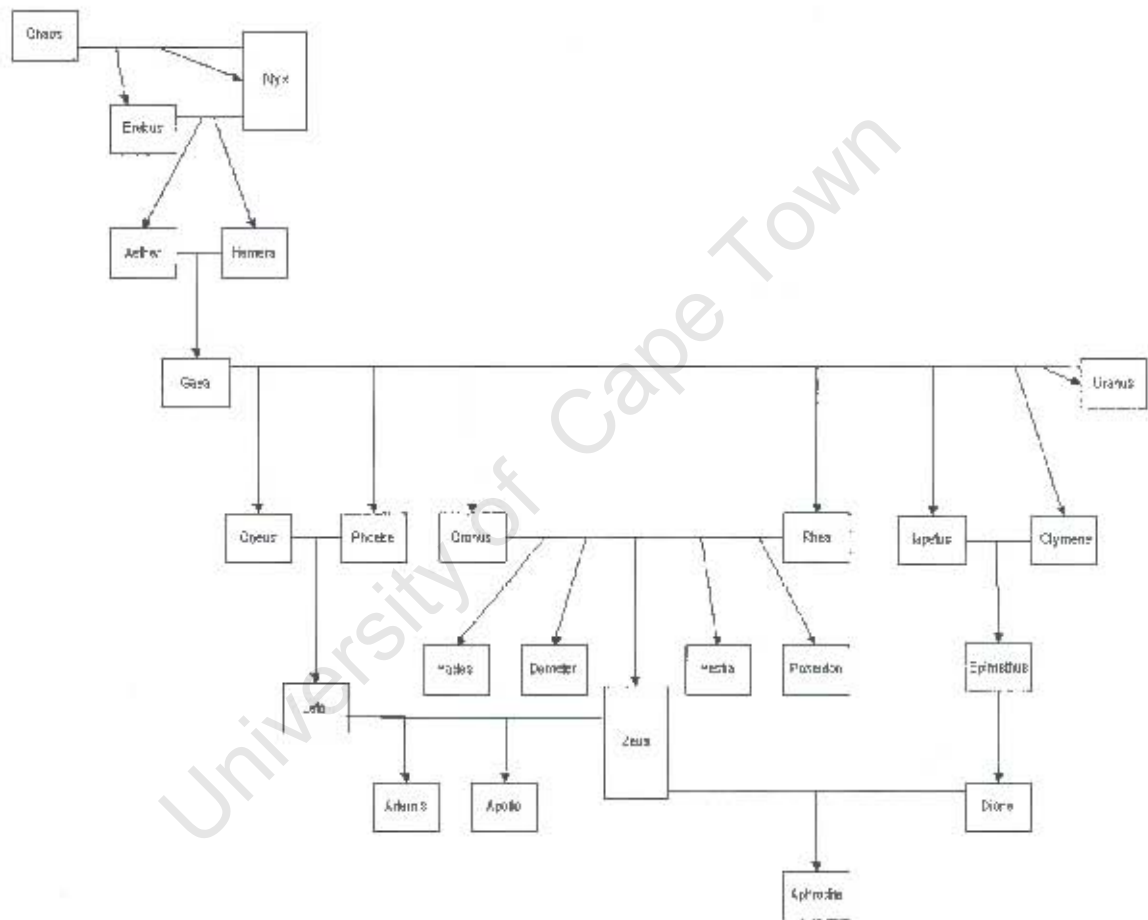 Chaos
Nyx
Erebus
Aether
Hemera
Gaea
Uranus
Coeus
Phoebe
Cronus
Rhea
Iapetus
Clymene
Hades
Demeter
Hestia
Poseidon
Epimethus
Leto
Zeus
Artemis
Apollo
Dione
Aphrodite
University of Cape Town